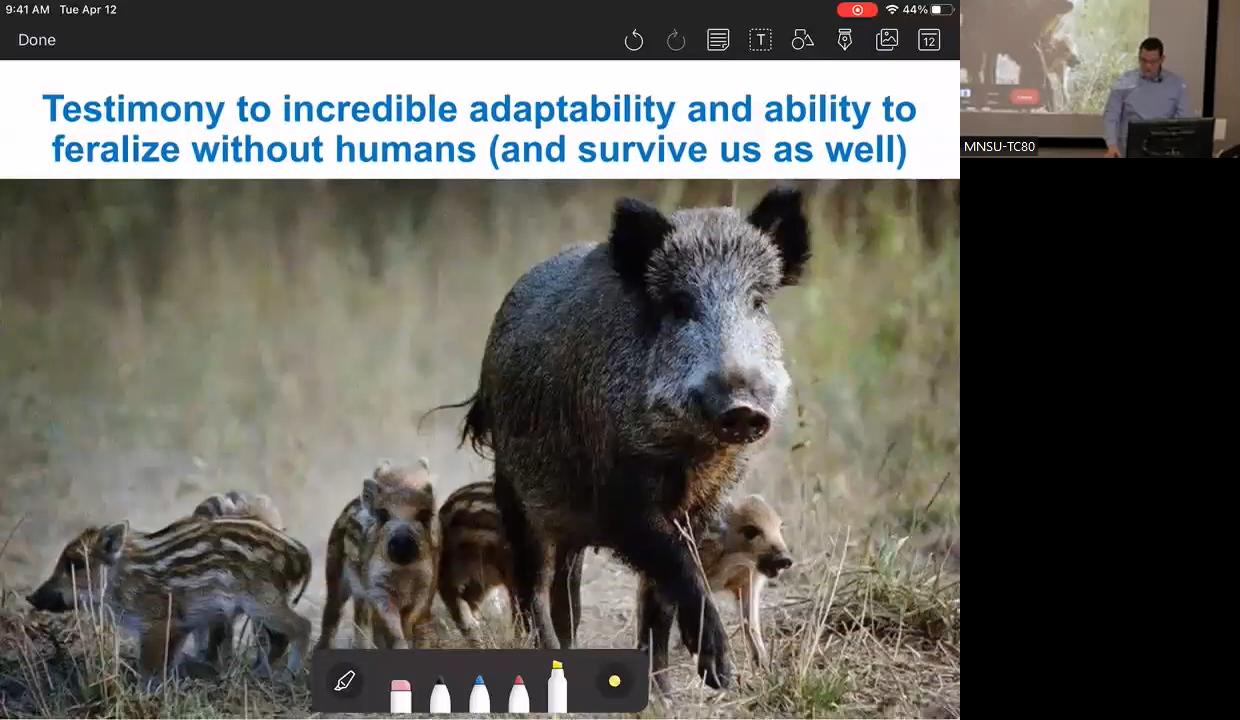 9:41 AM Tue Apr 12
44%
Done
T
12
Testimony to incredible adaptability and ability to
feralize without humans (and survive us as well)
MNSU-TC80